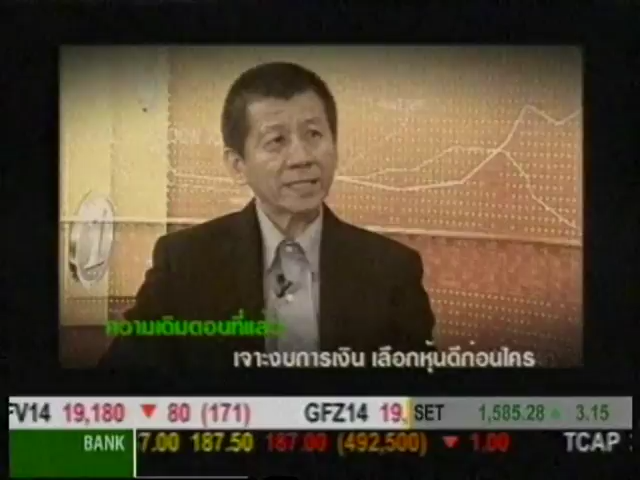 ความเดิมตอนที่แล้ว
เจาะงบการเงิน เลือกหุ้นดีก่อนใคร
FV14 19,180 ▼ 80 (171) GFZ14 19, SET 1,585.28 ▲ 3.15
BANK 7.00 187.50 187.00 (492,500) ▼ 1.00 TCAP